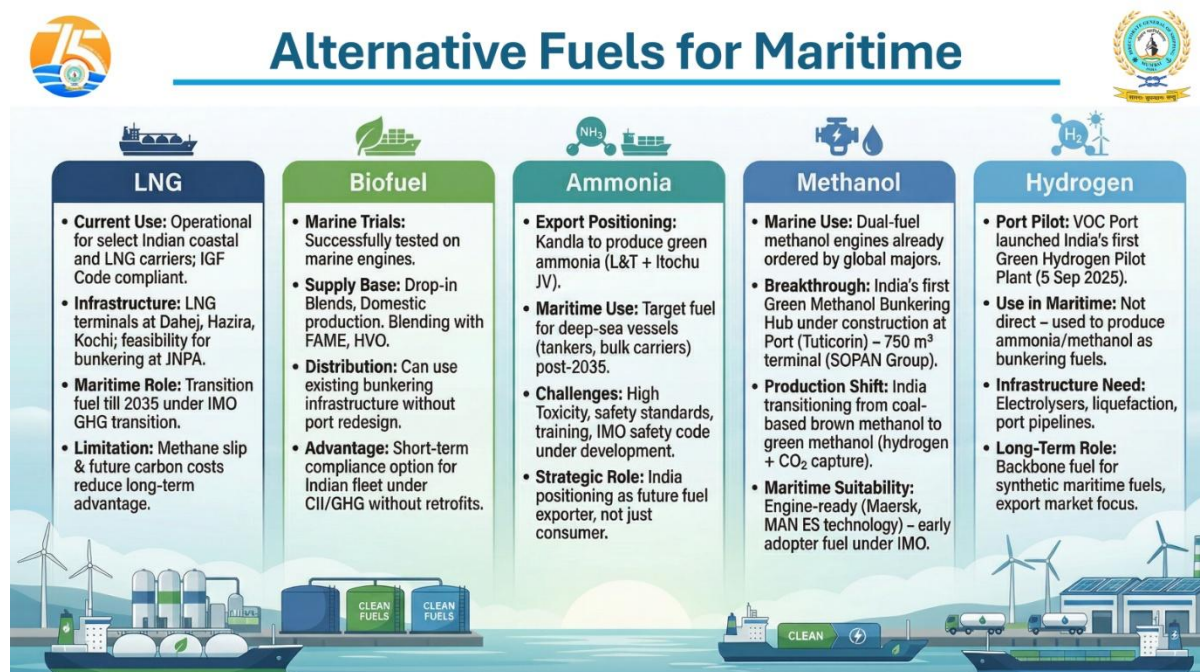 75
Alternative Fuels for Maritime
DIRECTORATE GENERAL OF SHIPPING
MUMBAI
LNG
• Current Use: Operational
for select Indian coastal
and LNG carriers; IGF
Code compliant.
• Infrastructure: LNG
terminals at Dahej, Hazira,
Kochi; feasibility for
bunkering at JNPA.
• Maritime Role: Transition
fuel till 2035 under IMO
GHG transition.
• Limitation: Methane slip
& future carbon costs
reduce long-term
advantage.
Biofuel
• Marine Trials:
Successfully tested on
marine engines.
• Supply Base: Drop-in
Blends, Domestic
production. Blending with
FAME, HVO.
• Distribution: Can use
existing bunkering
infrastructure without
port redesign.
• Advantage: Short-term
compliance option for
Indian fleet under
CII/GHG without retrofits.
NH₃
Ammonia
• Export Positioning:
Kandla to produce green
ammonia (L&T + Itochu
JV).
• Maritime Use: Target fuel
for deep-sea vessels
(tankers, bulk carriers)
post-2035.
• Challenges: High
Toxicity, safety standards,
training, IMO safety code
under development.
• Strategic Role: India
positioning as future fuel
exporter, not just
consumer.
Methanol
• Marine Use: Dual-fuel
methanol engines already
ordered by global majors.
• Breakthrough: India's first
Green Methanol Bunkering
Hub under construction at
Port (Tuticorin) – 750 m³
terminal (SOPAN Group).
• Production Shift: India
transitioning from coal-
based brown methanol to
green methanol (hydrogen
+ CO₂ capture).
• Maritime Suitability:
Engine-ready (Maersk,
MAN ES technology) – early
adopter fuel under IMO.
H₂
Hydrogen
• Port Pilot: VOC Port
launched India's first
Green Hydrogen Pilot
Plant (5 Sep 2025).
• Use in Maritime: Not
direct – used to produce
ammonia/methanol as
bunkering fuels.
• Infrastructure Need:
Electrolysers, liquefaction,
port pipelines.
• Long-Term Role:
Backbone fuel for
synthetic maritime fuels,
export market focus.
CLEAN
FUELS
CLEAN
FUELS
CLEAN